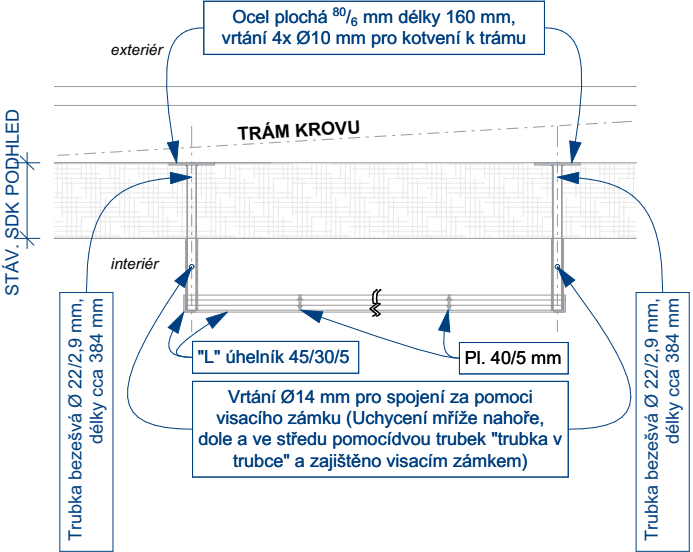 Ocel plochá 80/6 mm délky 160 mm,
vrtání 4x Ø10 mm pro kotvení k trámu
exteriér
TRÁM KROVU
STÁV. SDK PODHLED
interiér
Trubka bezešvá Ø 22/2,9 mm,
délky cca 384 mm
"L" úhelník 45/30/5
Pl. 40/5 mm
Trubka bezešvá Ø 22/2,9 mm,
délky cca 384 mm
Vrtání Ø14 mm pro spojení za pomoci
visacího zámku (Uchycení mříže nahoře,
dole a ve středu pomocídvou trubek "trubka v
trubce" a zajištěno visacím zámkem)